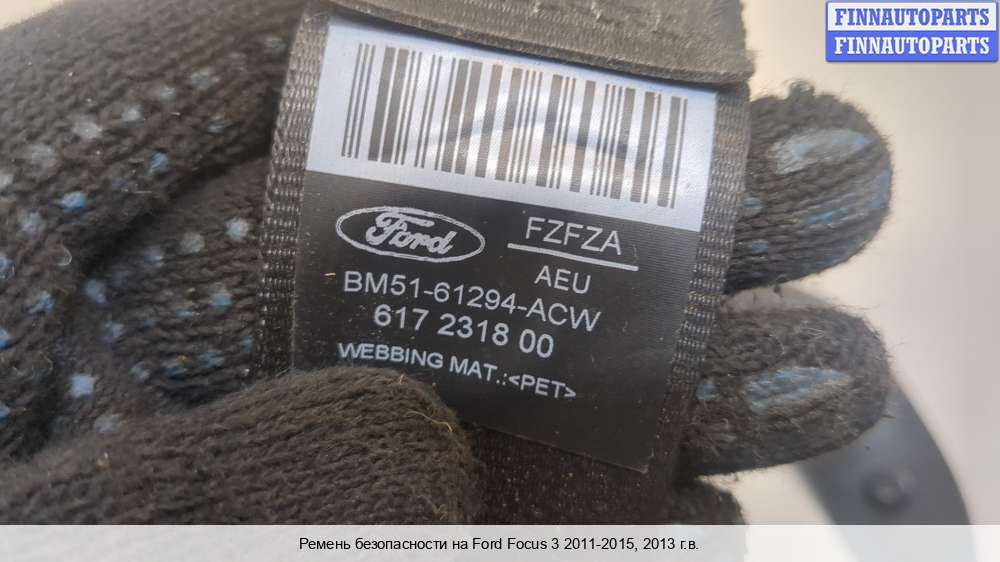 FINNAUTOPARTS
FINNAUTOPARTS
Ford
FZFZA
AEU
BM51-61294-ACW
617 2318 00
WEBBING MAT.:<PET>
Ремень безопасности на Ford Focus 3 2011-2015, 2013 г.в.